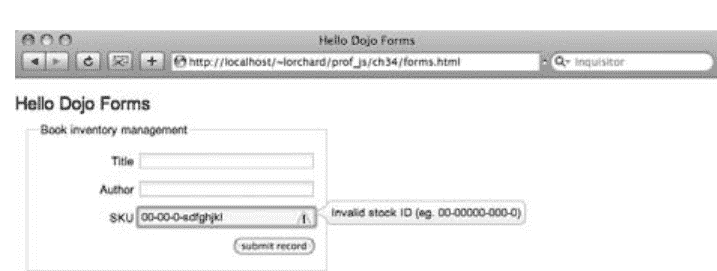 Hello Dojo Forms
http://localhost/~lorchard/prof_js/ch34/forms.html
Inquisitor
Hello Dojo Forms
Book inventory management
Title
Author
SKU 00-00-0-sdfghjkl Invalid stock ID (eg. 00-00000-000-0)
submit record